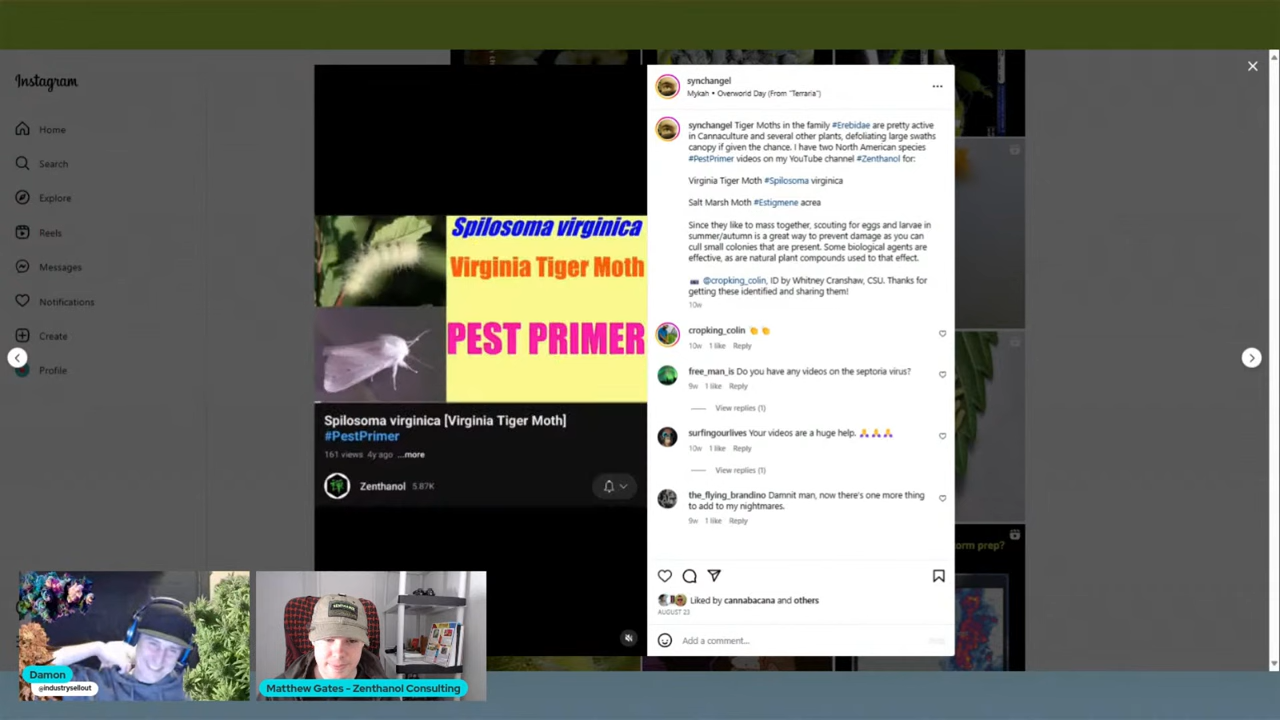 Instagram
Home
Search
Explore
Reels
Messages
Notifications
Create
Profile
Spilosoma virginica
Virginia Tiger Moth
PEST PRIMER
Spilosoma virginica [Virginia Tiger Moth]
#PestPrimer
161 views 4y ago ...more
Zenthanol 5.87K
synchangel
Mykah • Overworld Day (From "Terraria")
synchangel Tiger Moths in the family #Erebidae are pretty active
in Cannaculture and several other plants, defoliating large swaths
canopy if given the chance. I have two North American species
#PestPrimer videos on my YouTube channel #Zenthanol for:
Virginia Tiger Moth #Spilosoma virginica
Salt Marsh Moth #Estigmene acrea
Since they like to mass together, scouting for eggs and larvae in
summer/autumn is a great way to prevent damage as you can
cull small colonies that are present. Some biological agents are
effective, as are natural plant compounds used to that effect.
📷 @cropking_colin, ID by Whitney Cranshaw, CSU. Thanks for
getting these identified and sharing them!
10w
cropking_colin 👏 👏
10w 1 like Reply
free_man_is Do you have any videos on the septoria virus?
9w 1 like Reply
View replies (1)
surfingourlives Your videos are a huge help. 🙏🙏🙏
10w 1 like Reply
View replies (1)
the_flying_brandino Damnit man, now there's one more thing
to add to my nightmares.
9w 1 like Reply
Liked by cannabacana and others
AUGUST 23
Add a comment...
orm prep?
ZENTHANOL
Damon
@industrysellout
Matthew Gates - Zenthanol Consulting